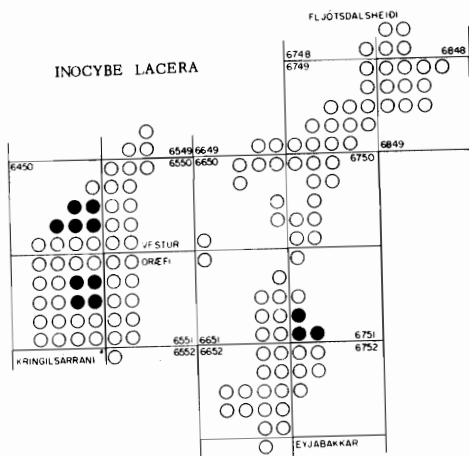 FLJÓTSDALSHEIÐI
6748 6848
6749
INOCYBE LACERA
6549 6649 6849
6450 6550 6650 6750
VESTUR
ÖRÆFI
6551 6651 6751
6552 6652 6752
KRINGILSÁRRANI
EYJABAKKAR